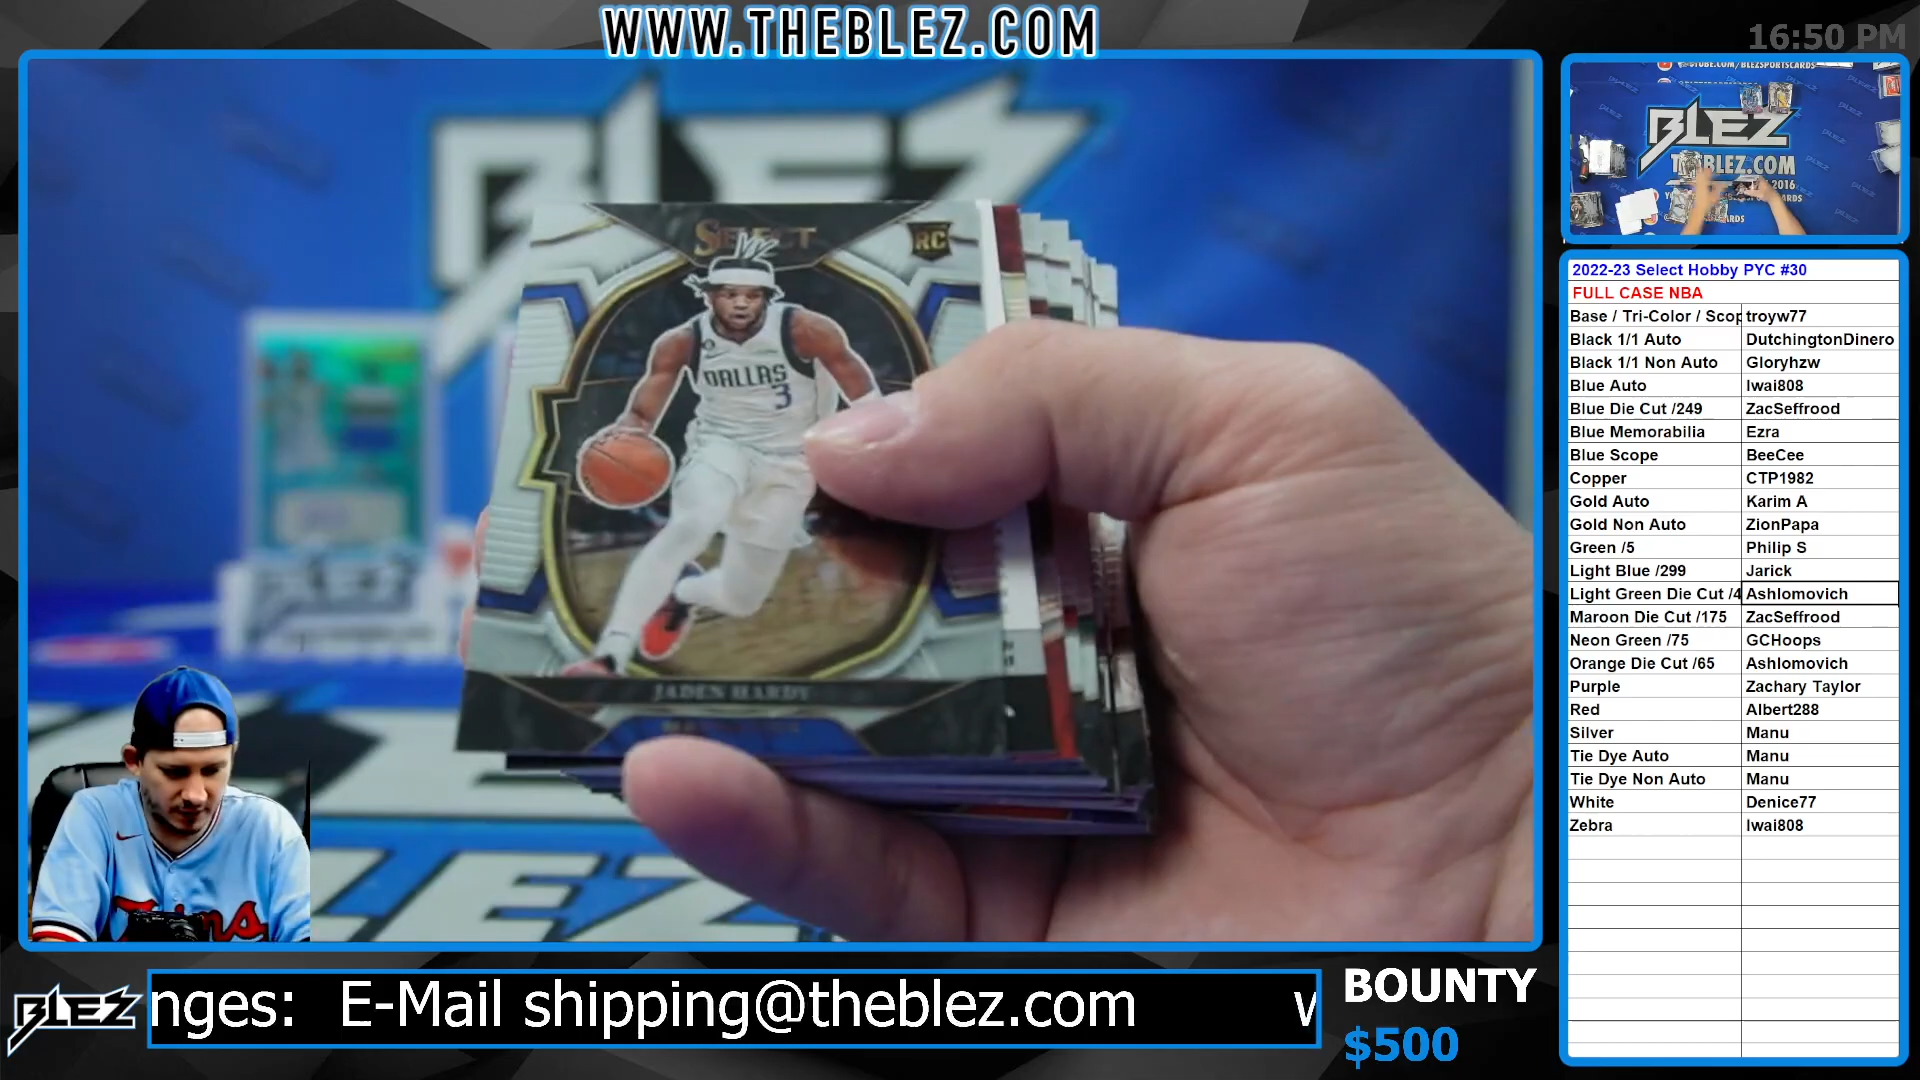 WWW.THEBLEZ.COM
16:50 PM
BLEZ
SELECT
RC
DALLAS
3
JADEN HARDY
BLEZ
THEBLEZ.COM
2016
2022-23 Select Hobby PYC #30
FULL CASE NBA
Base / Tri-Color / Scop troyw77
Black 1/1 Auto DutchingtonDinero
Black 1/1 Non Auto Gloryhzw
Blue Auto Iwai808
Blue Die Cut /249 ZacSeffrood
Blue Memorabilia Ezra
Blue Scope BeeCee
Copper CTP1982
Gold Auto Karim A
Gold Non Auto ZionPapa
Green /5 Philip S
Light Blue /299 Jarick
Light Green Die Cut /4 Ashlomovich
Maroon Die Cut /175 ZacSeffrood
Neon Green /75 GCHoops
Orange Die Cut /65 Ashlomovich
Purple Zachary Taylor
Red Albert288
Silver Manu
Tie Dye Auto Manu
Tie Dye Non Auto Manu
White Denice77
Zebra Iwai808
BLEZ
nges: E-Mail shipping@theblez.com w
BOUNTY
$500